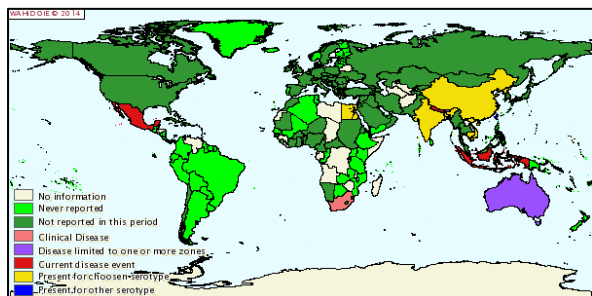 WAHID OIE © 2014
No information
Never reported
Not reported in this period
Clinical Disease
Disease limited to one or more zones
Current disease event
Present for choosen serotype
Present for other serotype